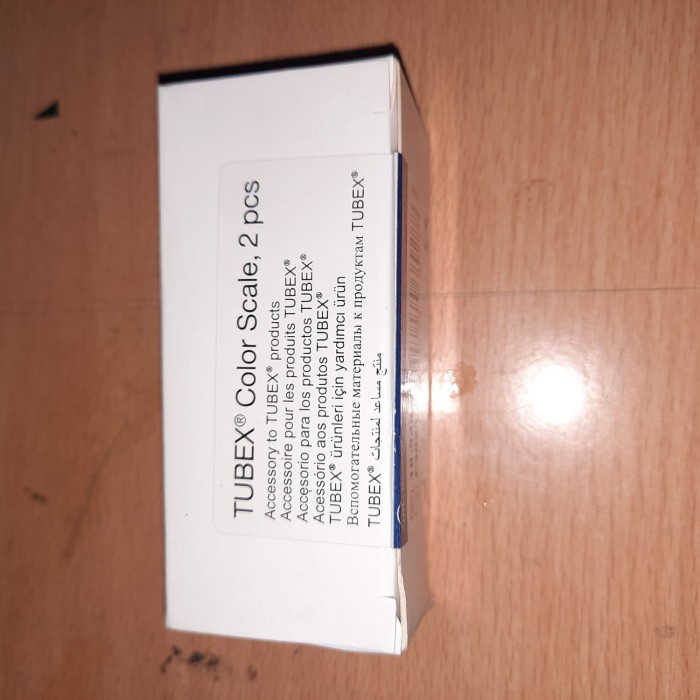 TUBEX® Color Scale, 2 pcs
Accessory to TUBEX® products
Accessoire pour les produits TUBEX®
Accesorio para los productos TUBEX®
Acessório aos produtos TUBEX®
TUBEX® ürünleri için yardımcı ürün
Вспомогательные материалы к продуктам TUBEX®
منتج مساعد لمنتجات TUBEX®